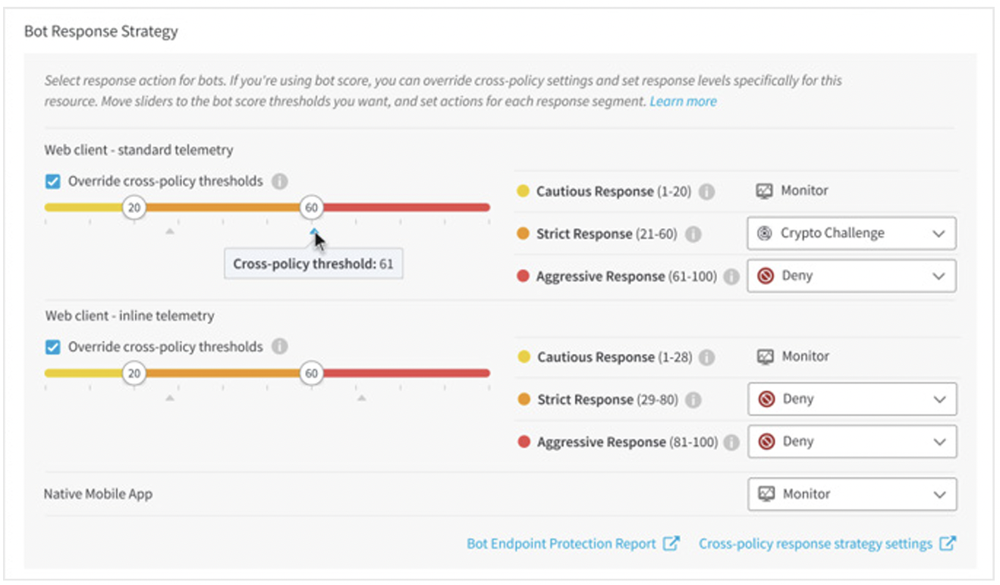 Bot Response Strategy
Select response action for bots. If you're using bot score, you can override cross-policy settings and set response levels specifically for this
resource. Move sliders to the bot score thresholds you want, and set actions for each response segment. Learn more
Web client - standard telemetry
Override cross-policy thresholds
20
60
Cross-policy threshold: 61
Cautious Response (1-20)
Monitor
Strict Response (21-60)
Crypto Challenge
Aggressive Response (61-100)
Deny
Web client - inline telemetry
Override cross-policy thresholds
20
60
Cautious Response (1-28)
Monitor
Strict Response (29-80)
Deny
Aggressive Response (81-100)
Deny
Native Mobile App
Monitor
Bot Endpoint Protection Report
Cross-policy response strategy settings